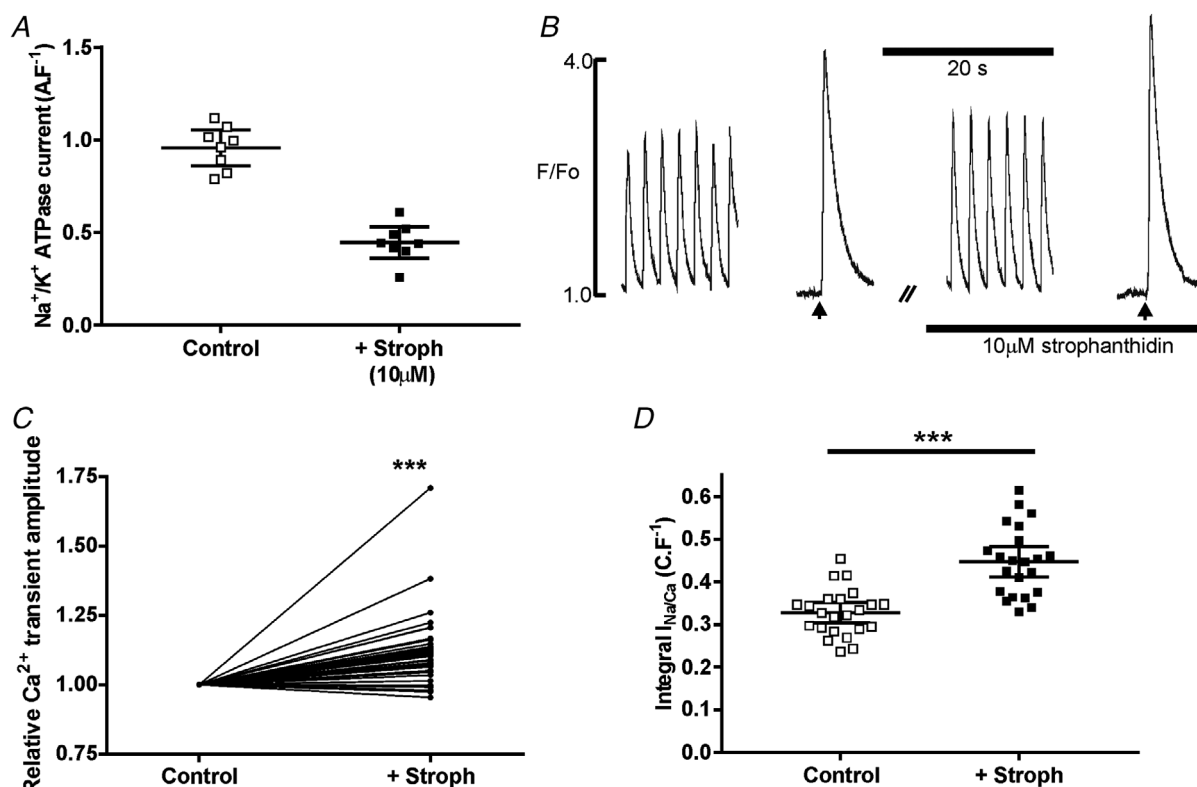 A
Na⁺/K⁺ ATPase current (A.F⁻¹)
1.5
1.0
0.5
0.0
Control
+ Stroph
(10µM)
B
4.0
F/Fo
1.0
20 s
10µM strophanthidin
C
Relative Ca²⁺ transient amplitude
1.75
1.50
1.25
1.00
0.75
***
Control
+ Stroph
D
Integral I_Na/Ca (C.F⁻¹)
***
0.6
0.5
0.4
0.3
0.2
0.1
0.0
Control
+ Stroph